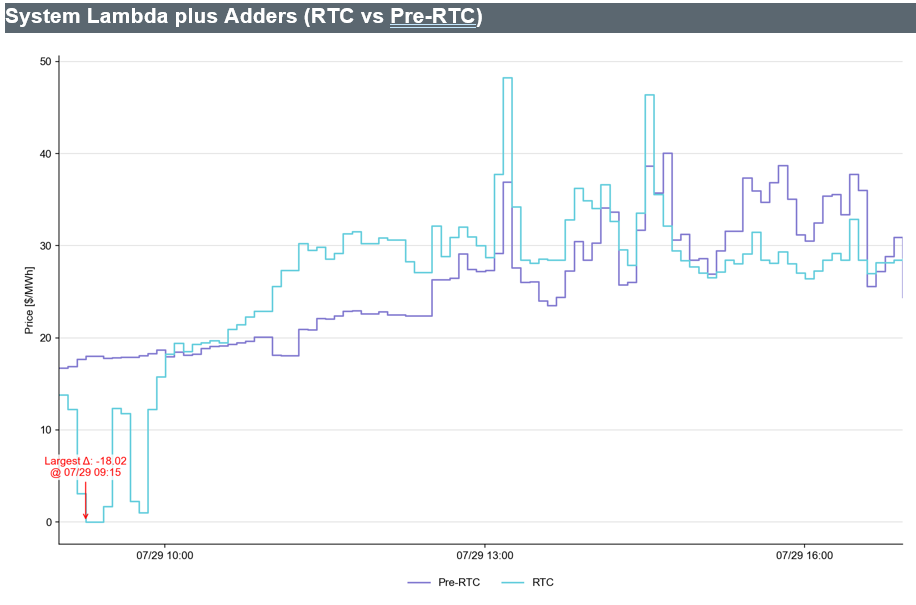 System Lambda plus Adders (RTC vs Pre-RTC)
50
40
30
20
10
0
Price [$/MWh]
Largest Δ: -18.02
@ 07/29 09:15
07/29 10:00
07/29 13:00
07/29 16:00
Pre-RTC
RTC